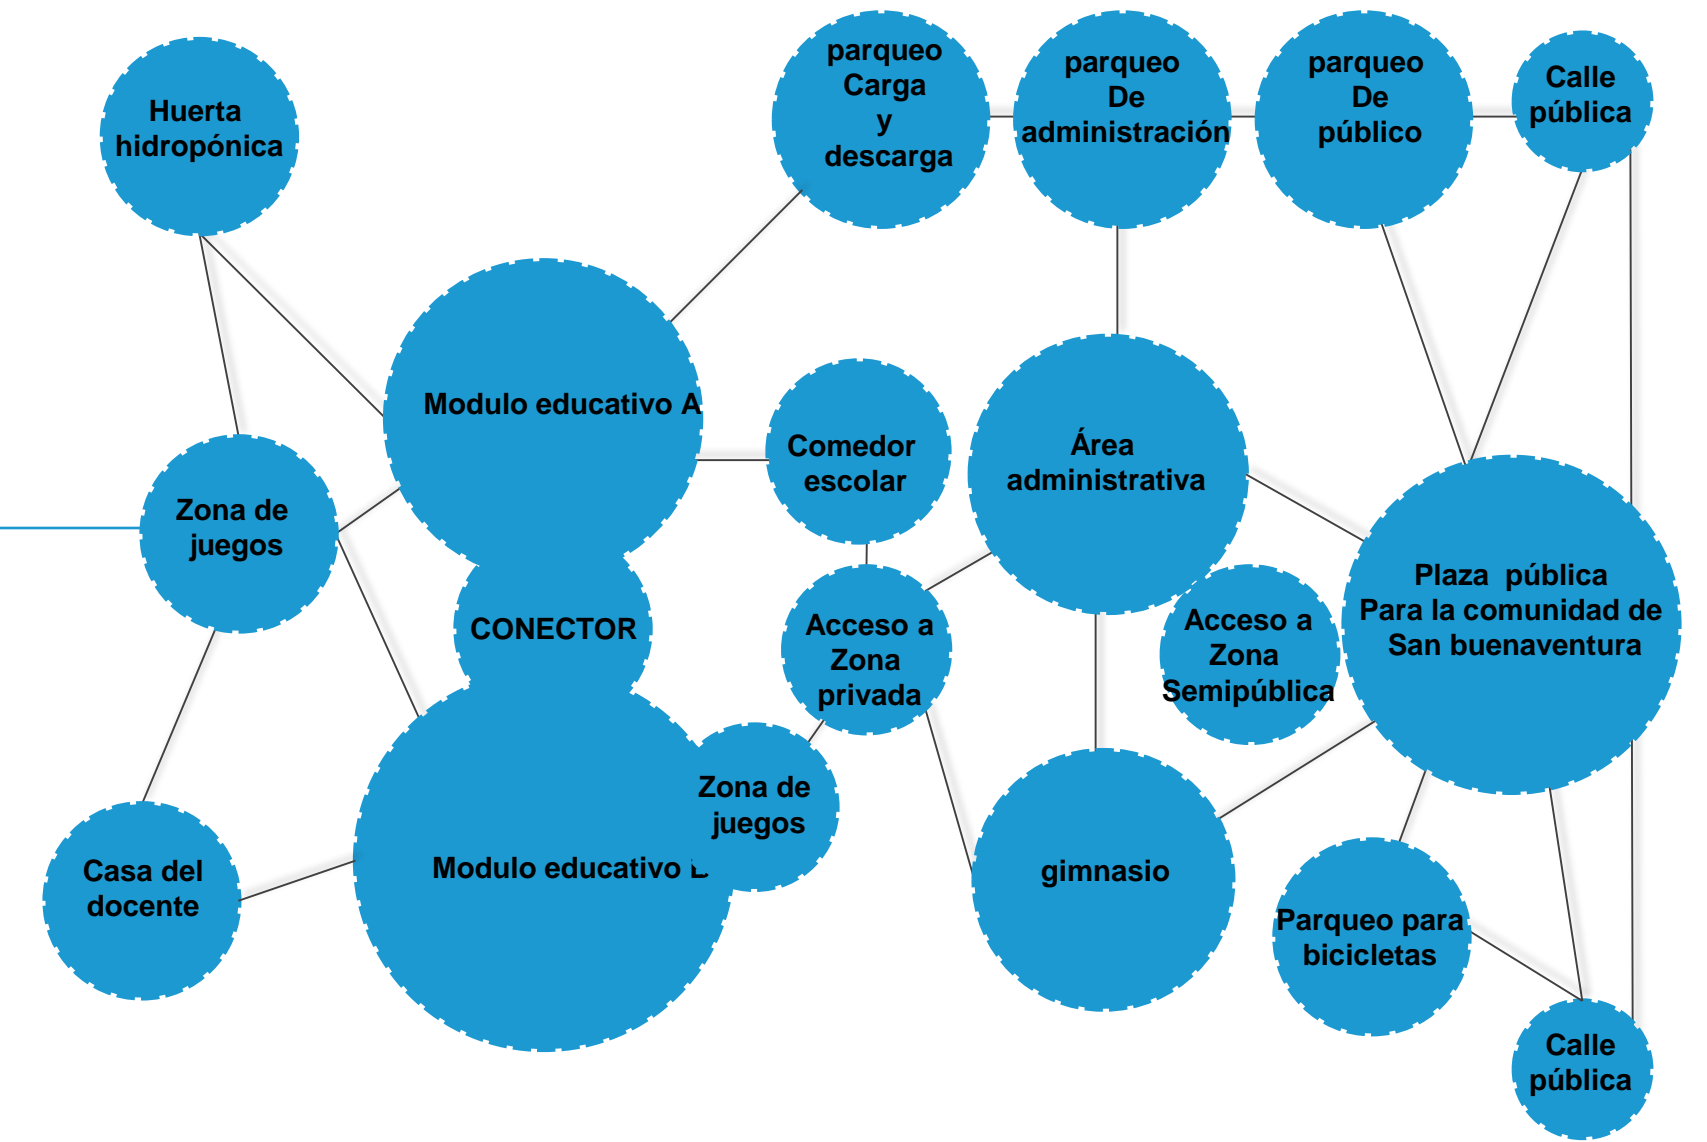 parqueo
Carga
y
descarga
parqueo
De
administración
parqueo
De
público
Calle
pública
Huerta
hidropónica
Modulo educativo A
Comedor
escolar
Área
administrativa
Zona de
juegos
Plaza pública
Para la comunidad de
San buenaventura
CONECTOR
Acceso a
Zona
privada
Acceso a
Zona
Semipública
Zona de
juegos
Modulo educativo
Casa del
docente
gimnasio
Parqueo para
bicicletas
Calle
pública